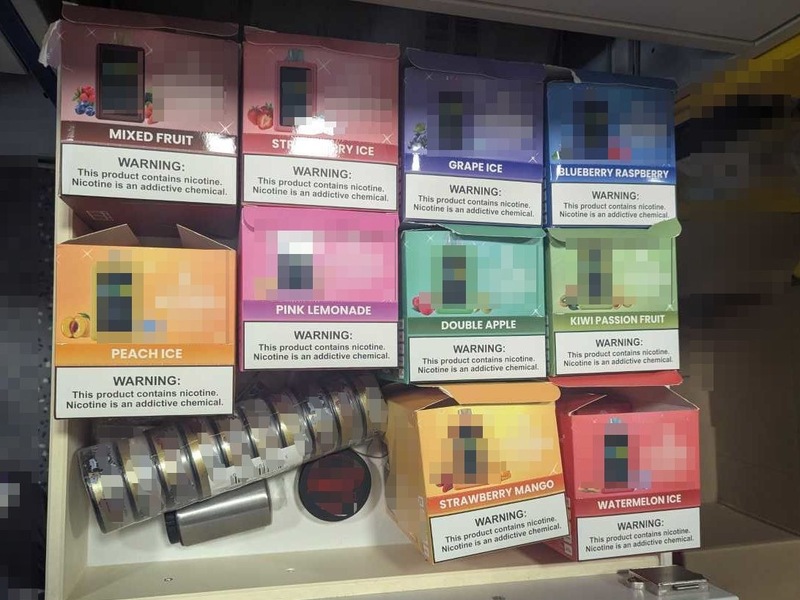 MIXED FRUIT
WARNING:
This product contains nicotine.
Nicotine is an addictive chemical.
STRAWBERRY ICE
WARNING:
This product contains nicotine.
Nicotine is an addictive chemical.
GRAPE ICE
WARNING:
This product contains nicotine.
Nicotine is an addictive chemical.
BLUEBERRY RASPBERRY
WARNING:
This product contains nicotine.
Nicotine is an addictive chemical.
PEACH ICE
WARNING:
This product contains nicotine.
Nicotine is an addictive chemical.
PINK LEMONADE
WARNING:
This product contains nicotine.
Nicotine is an addictive chemical.
DOUBLE APPLE
WARNING:
This product contains nicotine.
Nicotine is an addictive chemical.
KIWI PASSION FRUIT
WARNING:
This product contains nicotine.
Nicotine is an addictive chemical.
STRAWBERRY MANGO
WARNING:
This product contains nicotine.
Nicotine is an addictive chemical.
WATERMELON ICE
WARNING:
This product contains nicotine.
Nicotine is an addictive chemical.